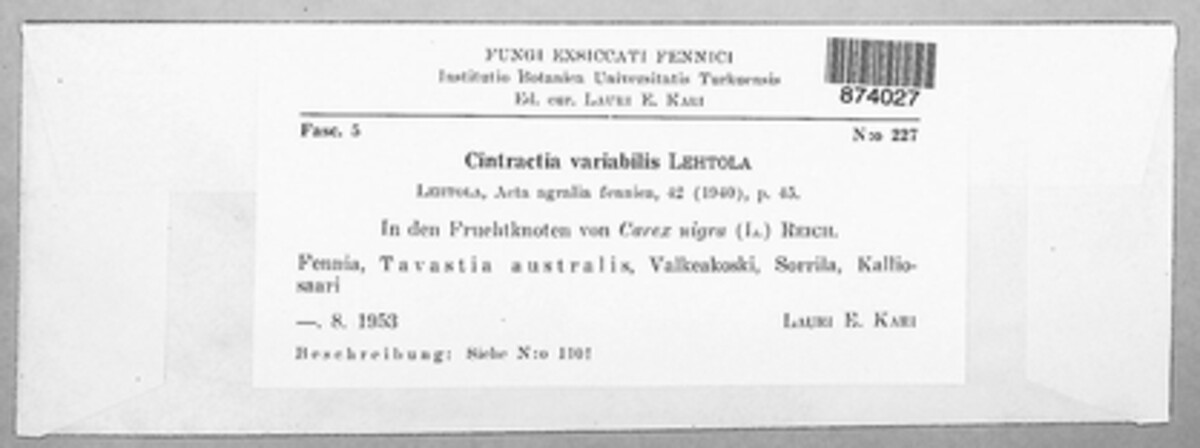 FUNGI EXSICCATI FENNICI
Institutio Botanica Universitatis Turkuensis
Ed. cur. LAURI E. KARI
874027
Fasc. 5
N:o 227
Cintractia variabilis LEHTOLA
LEHTOLA, Acta agralia fennica, 42 (1940), p. 45.
In den Fruchtknoten von Carex nigra (L.) REICH.
Fennia, Tavastia australis, Valkeakoski, Sorrila, Kallio-
saari
—. 8. 1953
LAURI E. KARI
Beschreibung: Siehe N:o